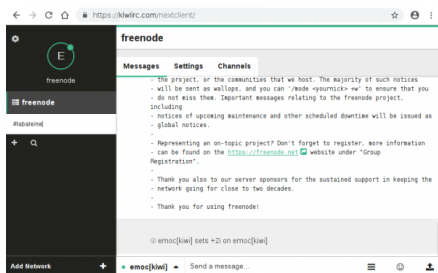 https://kiwiirc.com/nextclient/
freenode
E
freenode
Messages Settings Channels
- the project, or the communities that we host. The majority of such notices
- will be sent as wallops, and you can '/mode <yournick> +w' to ensure that you
- do not miss them. Important messages relating to the freenode project,
including
- notices of upcoming maintenance and other scheduled downtime will be issued as
- global notices.
-
- Representing an on-topic project? Don't forget to register, more information
- can be found on the https://freenode.net website under "Group
Registration".
-
- Thank you also to our server sponsors for the sustained support in keeping the
- network going for close to two decades.
-
- Thank you for using freenode!
emoc[kiwi] sets +Zi on emoc[kiwi]
freenode
#labaleine
Add Network +
emoc[kiwi] Send a message...